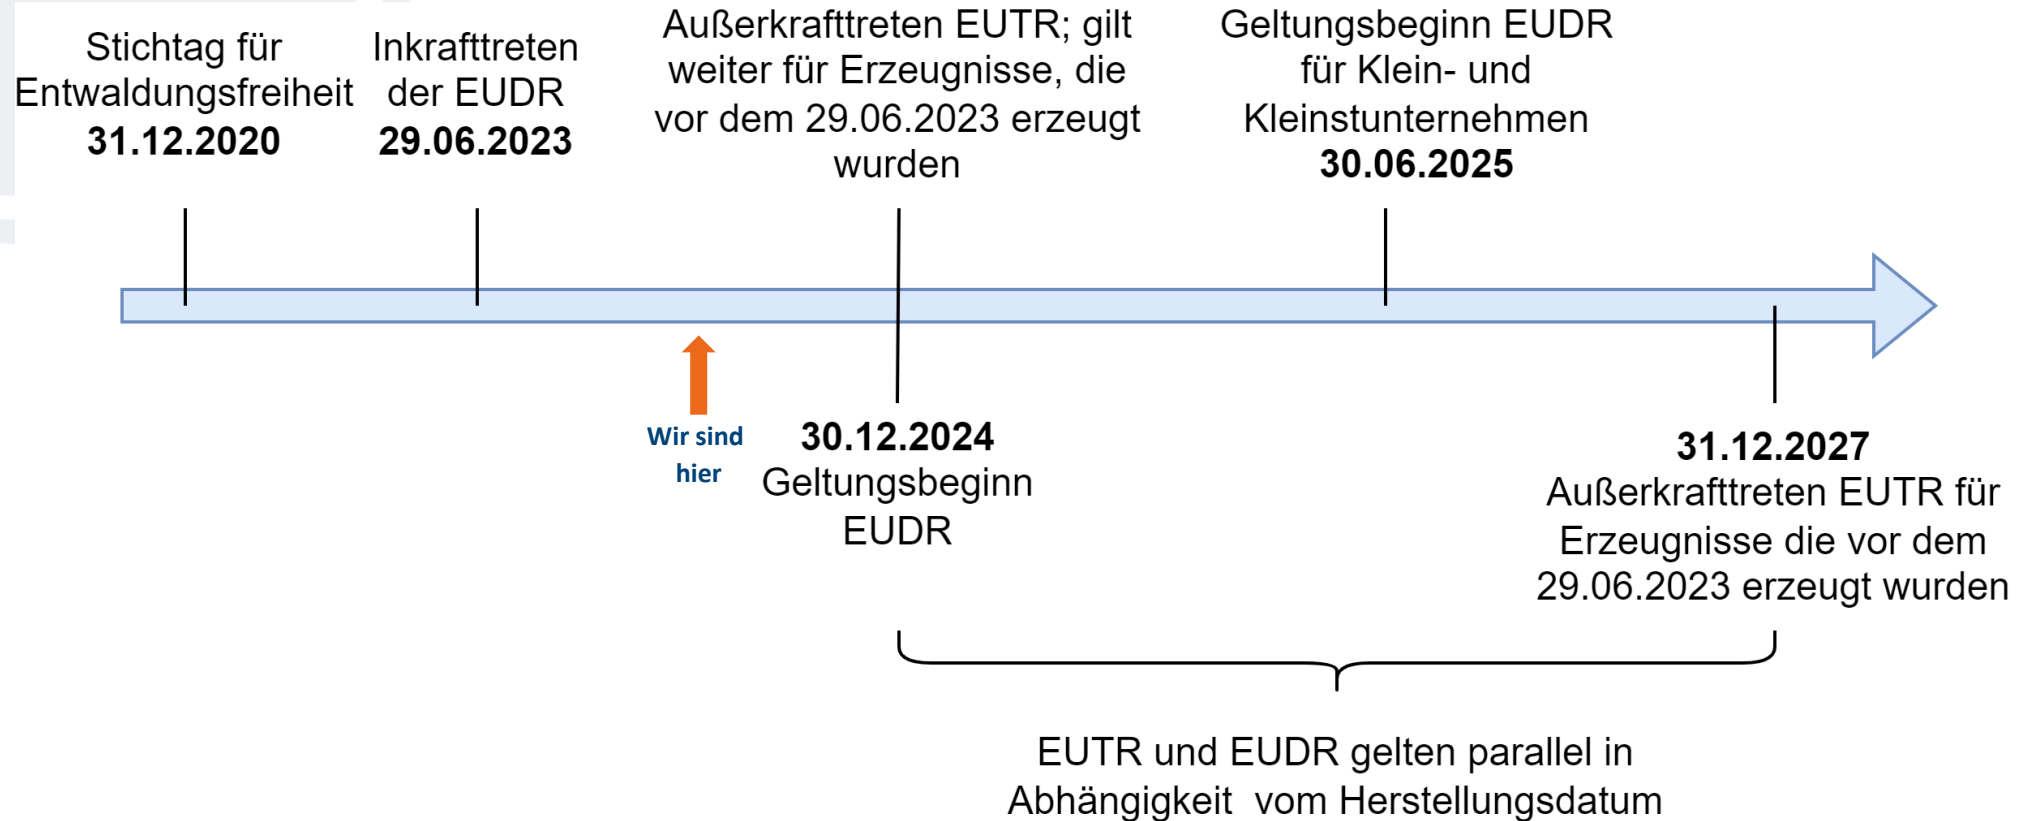 Stichtag für
Entwaldungsfreiheit
31.12.2020
Inkrafttreten
der EUDR
29.06.2023
Außerkrafttreten EUTR; gilt
weiter für Erzeugnisse, die
vor dem 29.06.2023 erzeugt
wurden
Geltungsbeginn EUDR
für Klein- und
Kleinstunternehmen
30.06.2025
Wir sind
hier
30.12.2024
Geltungsbeginn
EUDR
31.12.2027
Außerkrafttreten EUTR für
Erzeugnisse die vor dem
29.06.2023 erzeugt wurden
EUTR und EUDR gelten parallel in
Abhängigkeit  vom Herstellungsdatum